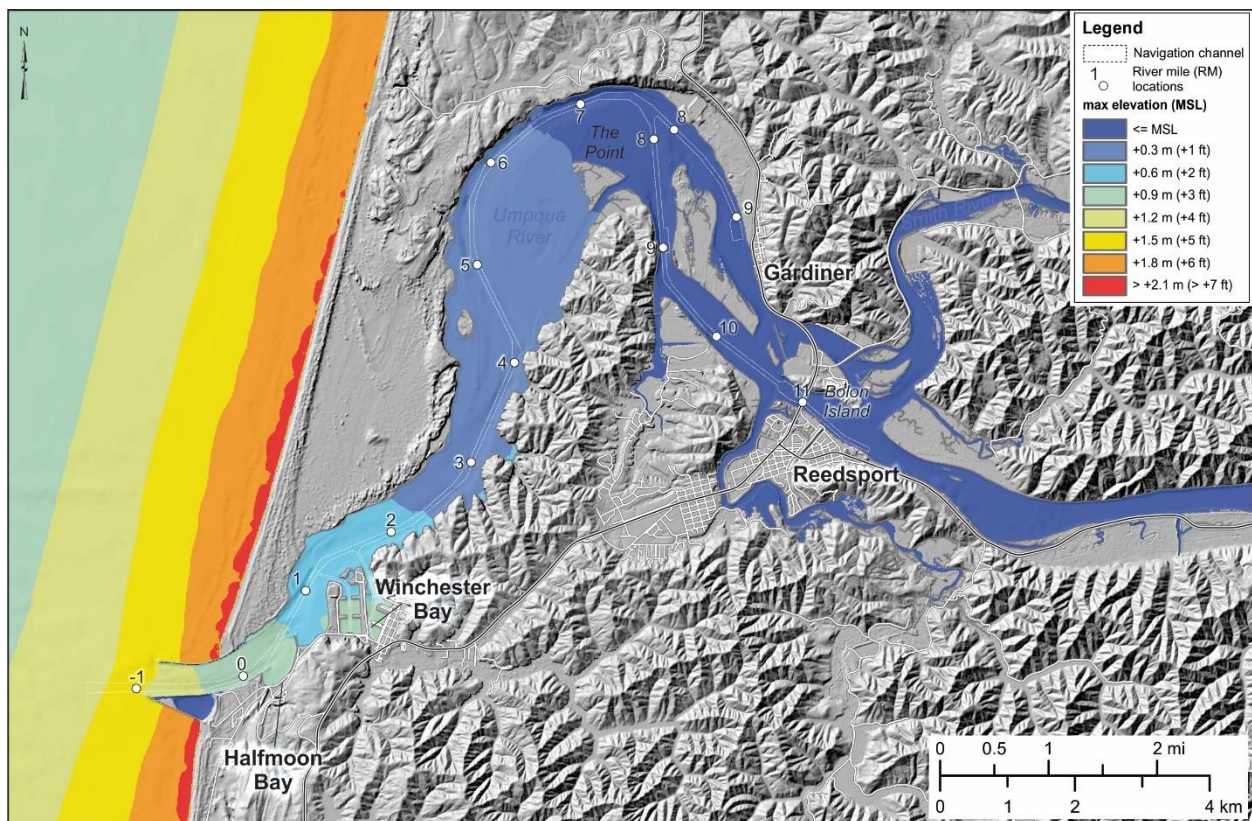 N
Legend
Navigation channel
1
River mile (RM)
locations
max elevation (MSL)
<= MSL
+0.3 m (+1 ft)
+0.6 m (+2 ft)
+0.9 m (+3 ft)
+1.2 m (+4 ft)
+1.5 m (+5 ft)
+1.8 m (+6 ft)
> +2.1 m (> +7 ft)
7
8
The
Point
8
6
Umpqua
River
9
Smith River
9
5
Gardiner
10
4
11
Bolon
Island
3
Reedsport
2
1
Winchester
Bay
0
-1
Halfmoon
Bay
0 0.5 1 2 mi
0 1 2 4 km